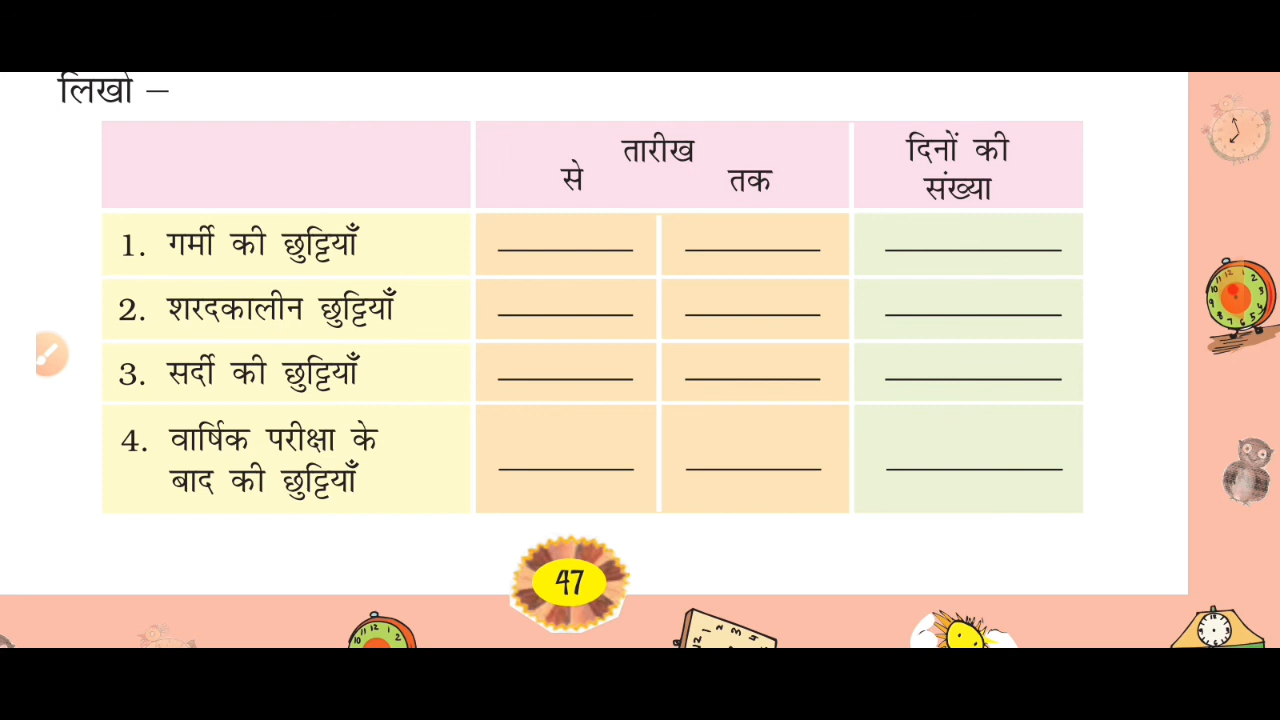 लिखो –
तारीख
से तक
दिनों की
संख्या
1. गर्मी की छुट्टियाँ
2. शरदकालीन छुट्टियाँ
3. सर्दी की छुट्टियाँ
4. वार्षिक परीक्षा के
बाद की छुट्टियाँ
47